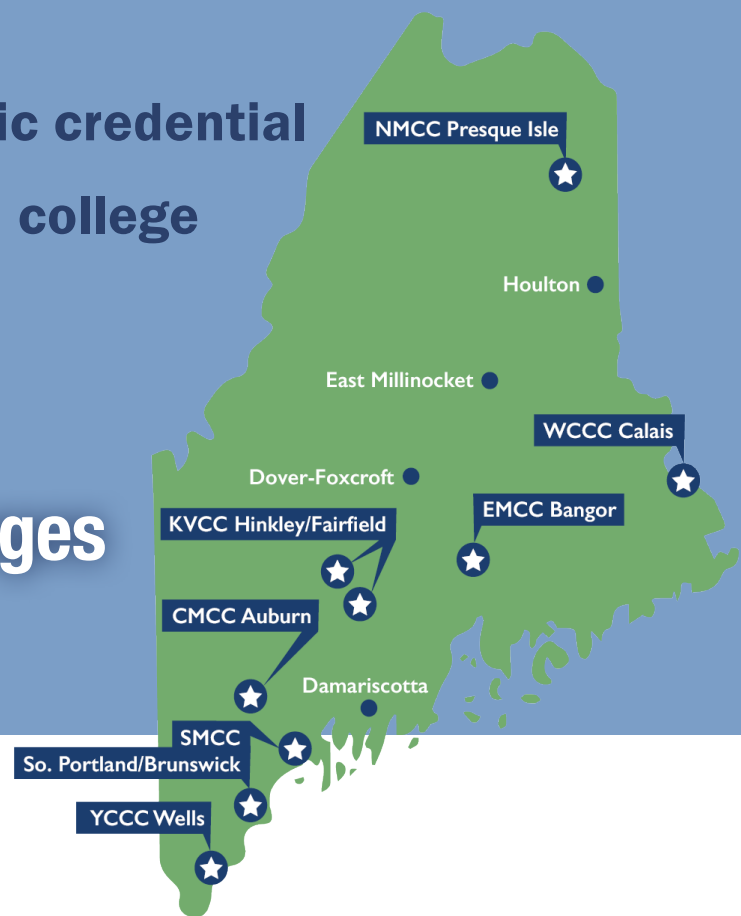 ic credential
college
NMCC Presque Isle
Houlton
East Millinocket
WCCC Calais
Dover-Foxcroft
EMCC Bangor
ges
KVCC Hinkley/Fairfield
CMCC Auburn
Damariscotta
SMCC
So. Portland/Brunswick
YCCC Wells